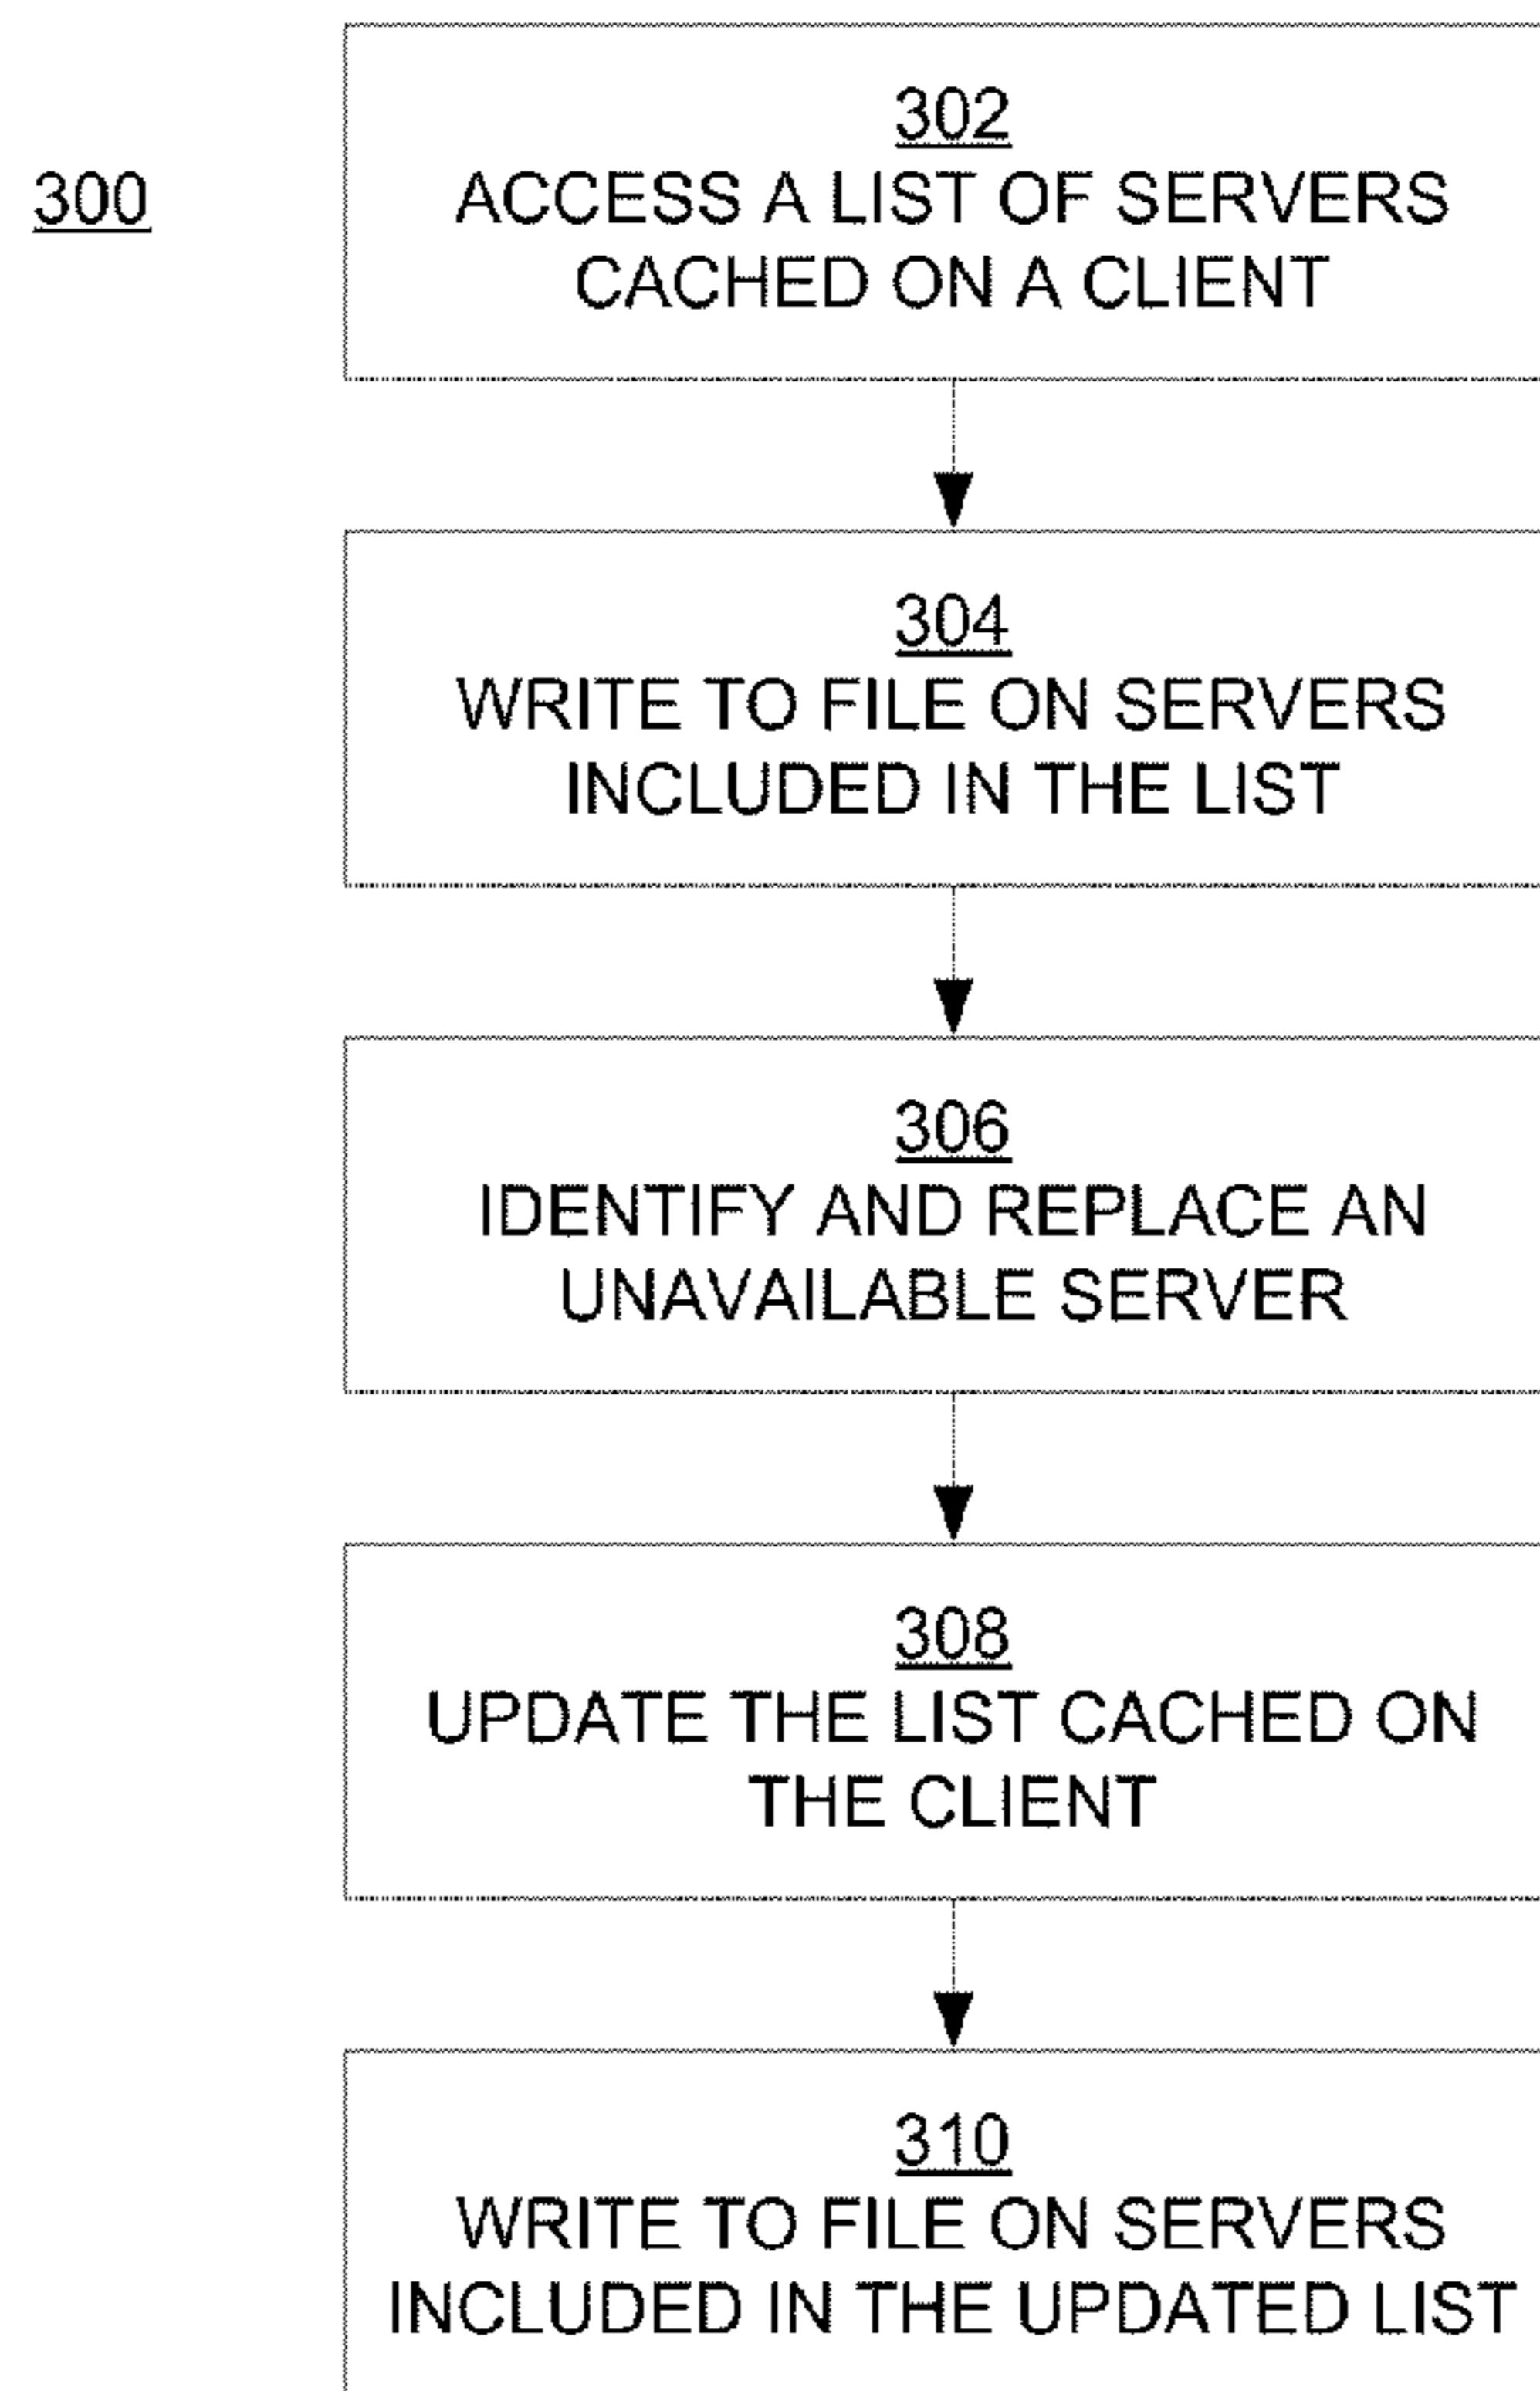 302
300
ACCESS A LIST OF SERVERS
CACHED ON A CLIENT
304
WRITE TO FILE ON SERVERS
INCLUDED IN THE LIST
306
IDENTIFY AND REPLACE AN
UNAVAILABLE SERVER
308
UPDATE THE LIST CACHED ON
THE CLIENT
310
WRITE TO FILE ON SERVERS
INCLUDED IN THE UPDATED LIST